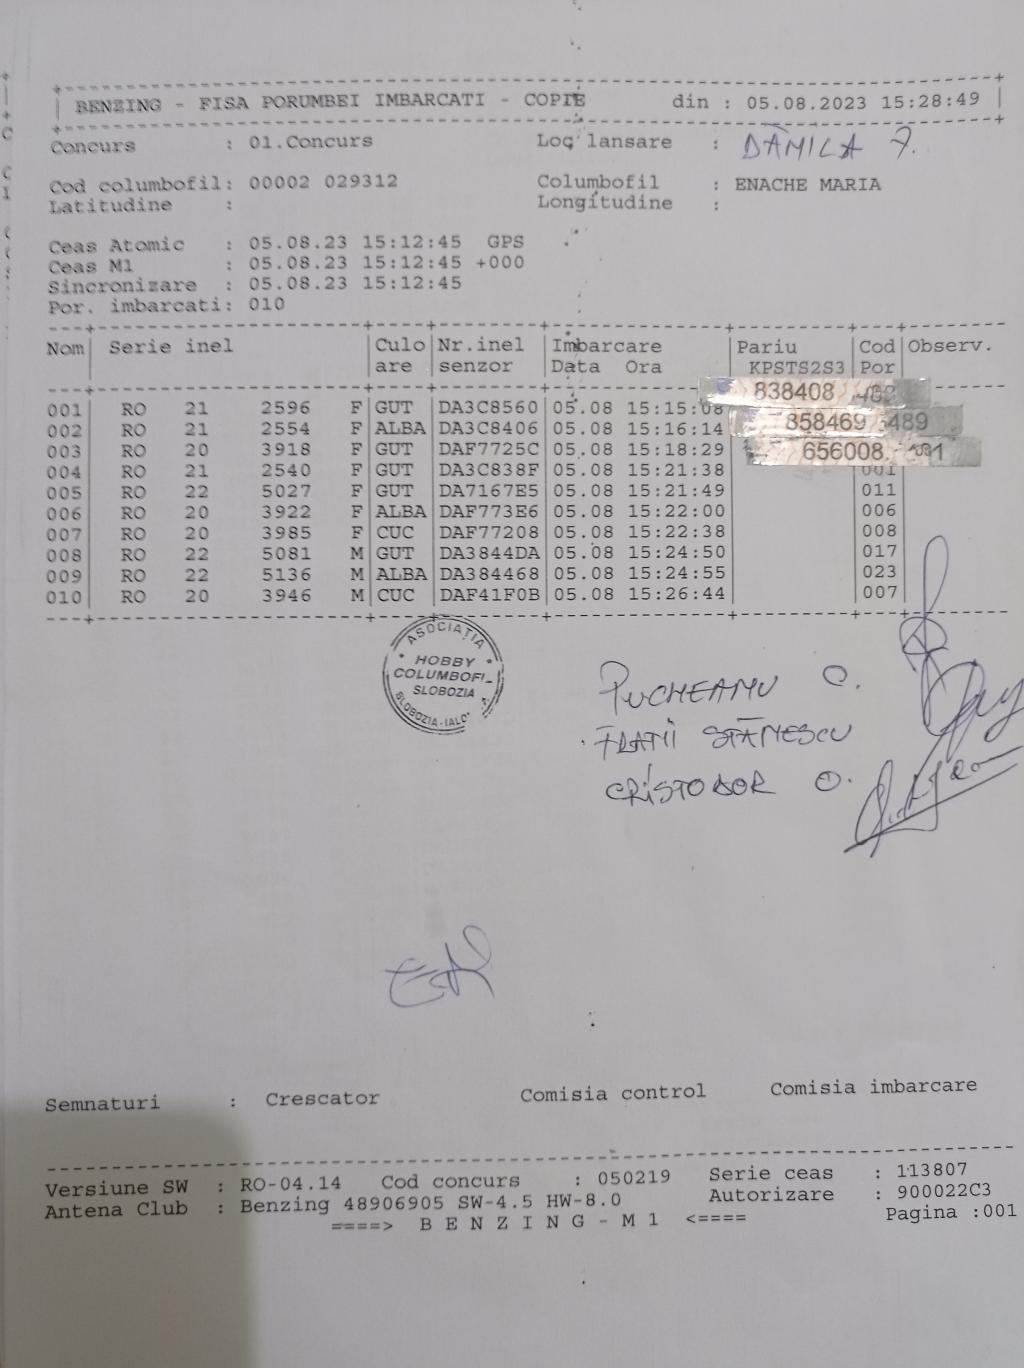 BENZING - FISA PORUMBEI IMBARCATI - COPIE din : 05.08.2023 15:28:49
Concurs : 01.Concurs Loc lansare : DĂMILA 7.
Cod columbofil: 00002 029312 Columbofil : ENACHE MARIA
Latitudine : Longitudine :
Ceas Atomic : 05.08.23 15:12:45 GPS
Ceas M1 : 05.08.23 15:12:45 +000
Sincronizare : 05.08.23 15:12:45
Por. imbarcati: 010
Nom| Serie inel |Culo|Nr.inel |Imbarcare |Pariu |Cod|Observ.
|are |senzor |Data Ora | KPSTS2S3|Por|
838408
001| RO 21 2596 F|GUT |DA3C8560|05.08 15:15:08
002| RO 21 2554 F|ALBA|DA3C8406|05.08 15:16:14 858469 489
003| RO 20 3918 F|GUT |DAF7725C|05.08 15:18:29 656008
004| RO 21 2540 F|GUT |DA3C838F|05.08 15:21:38| |001|
005| RO 22 5027 F|GUT |DA7167E5|05.08 15:21:49| |011|
006| RO 20 3922 F|ALBA|DAF773E6|05.08 15:22:00| |006|
007| RO 20 3985 F|CUC |DAF77208|05.08 15:22:38| |008|
008| RO 22 5081 M|GUT |DA3844DA|05.08 15:24:50| |017|
009| RO 22 5136 M|ALBA|DA384468|05.08 15:24:55| |023|
010| RO 20 3946 M|CUC |DAF41F0B|05.08 15:26:44| |007|
ASOCIAȚIA
HOBBY
COLUMBOFI
SLOBOZIA
SLOBOZIA-IALO
PUCHEANU C.
FRATII STĂNESCU
CRISTODOR O.
Semnaturi : Crescator Comisia control Comisia imbarcare
Versiune SW : RO-04.14 Cod concurs : 050219 Serie ceas : 113807
Antena Club : Benzing 48906905 SW-4.5 HW-8.0 Autorizare : 900022C3
====> B E N Z I N G - M 1 <==== Pagina :001